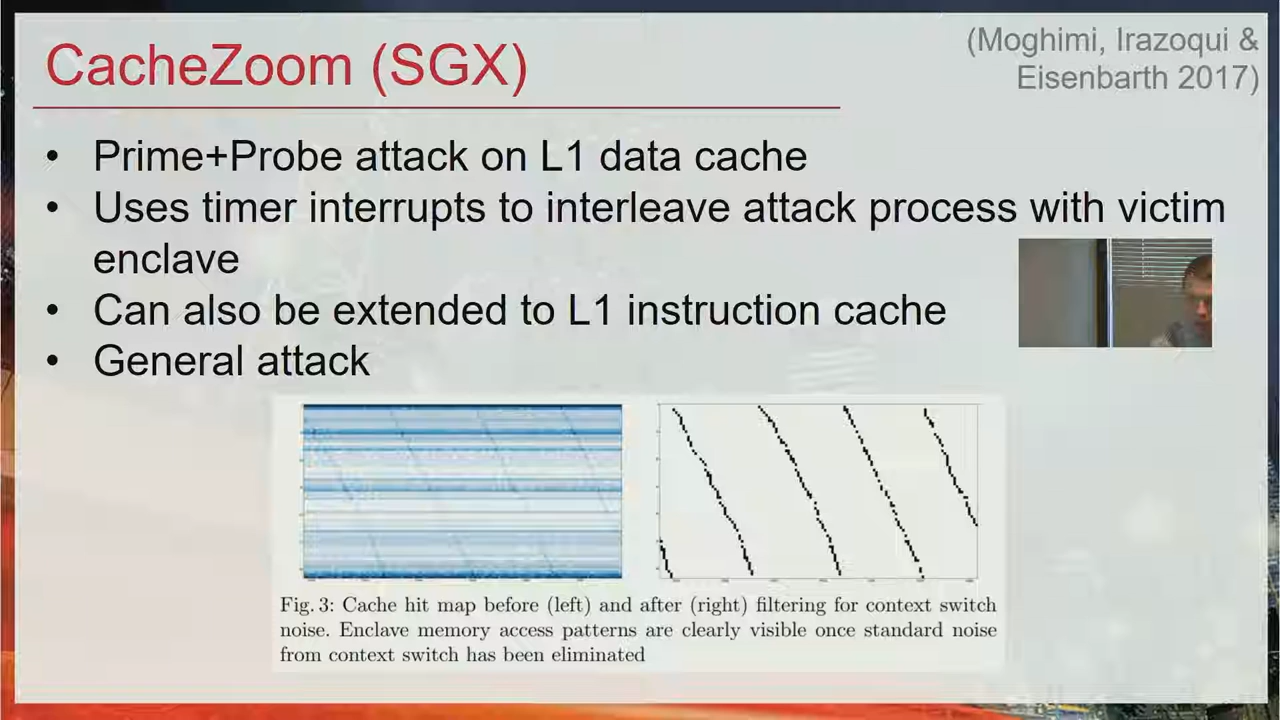 CacheZoom (SGX)
(Moghimi, Irazoqui &
Eisenbarth 2017)
• Prime+Probe attack on L1 data cache
• Uses timer interrupts to interleave attack process with victim
enclave
• Can also be extended to L1 instruction cache
• General attack
Fig. 3: Cache hit map before (left) and after (right) filtering for context switch
noise. Enclave memory access patterns are clearly visible once standard noise
from context switch has been eliminated